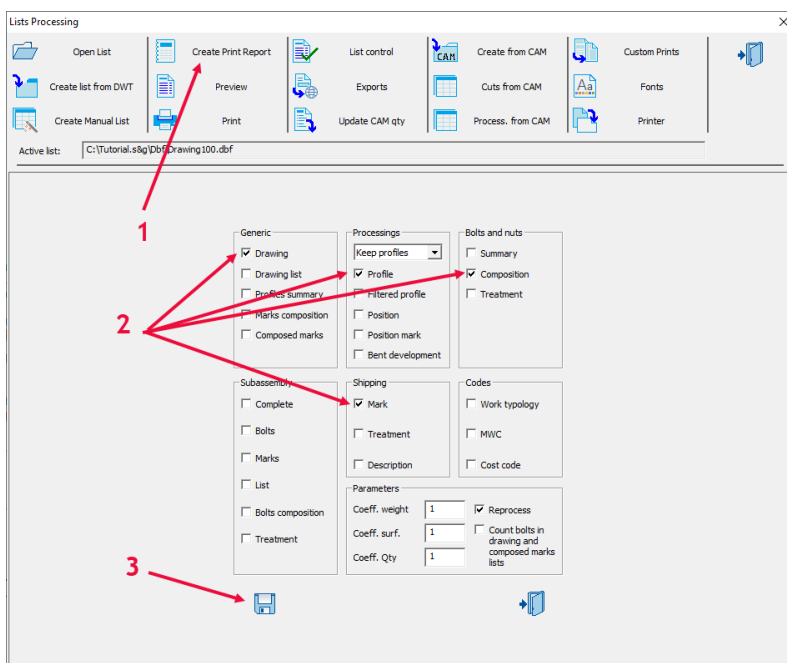 Lists Processing
Open List
Create Print Report
List control
CAM
Create from CAM
Custom Prints
Create list from DWT
Preview
Exports
Cuts from CAM
Aa
Fonts
Create Manual List
Print
Update CAM qty
Process. from CAM
Printer
Active list:
C:\Tutorial.s&g\Dbf\Drawing100.dbf
1
Generic
Drawing
Drawing list
Profiles summary
Marks composition
Composed marks
Processings
Keep profiles
Profile
Filtered profile
Position
Position mark
Bent development
Bolts and nuts
Summary
Composition
Treatment
2
Subassembly
Complete
Bolts
Marks
List
Bolts composition
Treatment
Shipping
Mark
Treatment
Description
Codes
Work typology
MWC
Cost code
Parameters
Coeff. weight
1
Reprocess
Coeff. surf.
1
Count bolts in
drawing and
composed marks
lists
Coeff. Qty
1
3